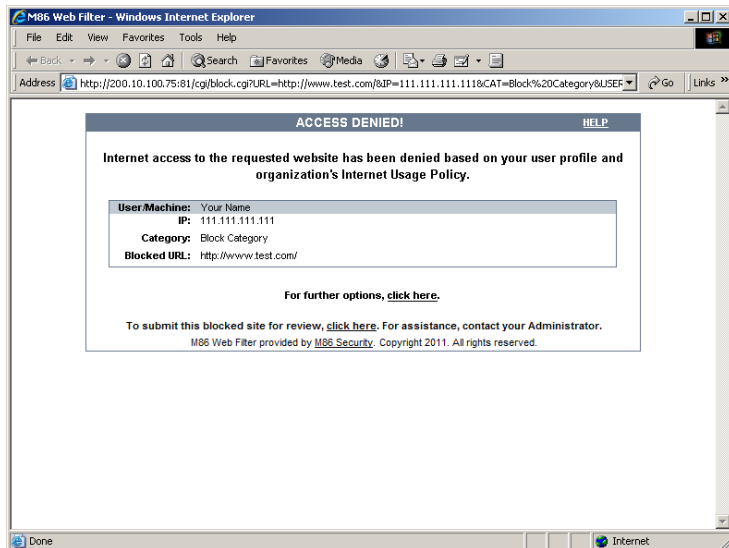 M86 Web Filter - Windows Internet Explorer
File Edit View Favorites Tools Help
Back Search Favorites Media
Address http://200.10.100.75:81/cgi/block.cgi?URL=http://www.test.com/&IP=111.111.111.111&CAT=Block%20Category&USER Go Links »
ACCESS DENIED! HELP
Internet access to the requested website has been denied based on your user profile and
organization's Internet Usage Policy.
User/Machine: Your Name
IP: 111.111.111.111
Category: Block Category
Blocked URL: http://www.test.com/
For further options, click here.
To submit this blocked site for review, click here. For assistance, contact your Administrator.
M86 Web Filter provided by M86 Security. Copyright 2011. All rights reserved.
Done Internet